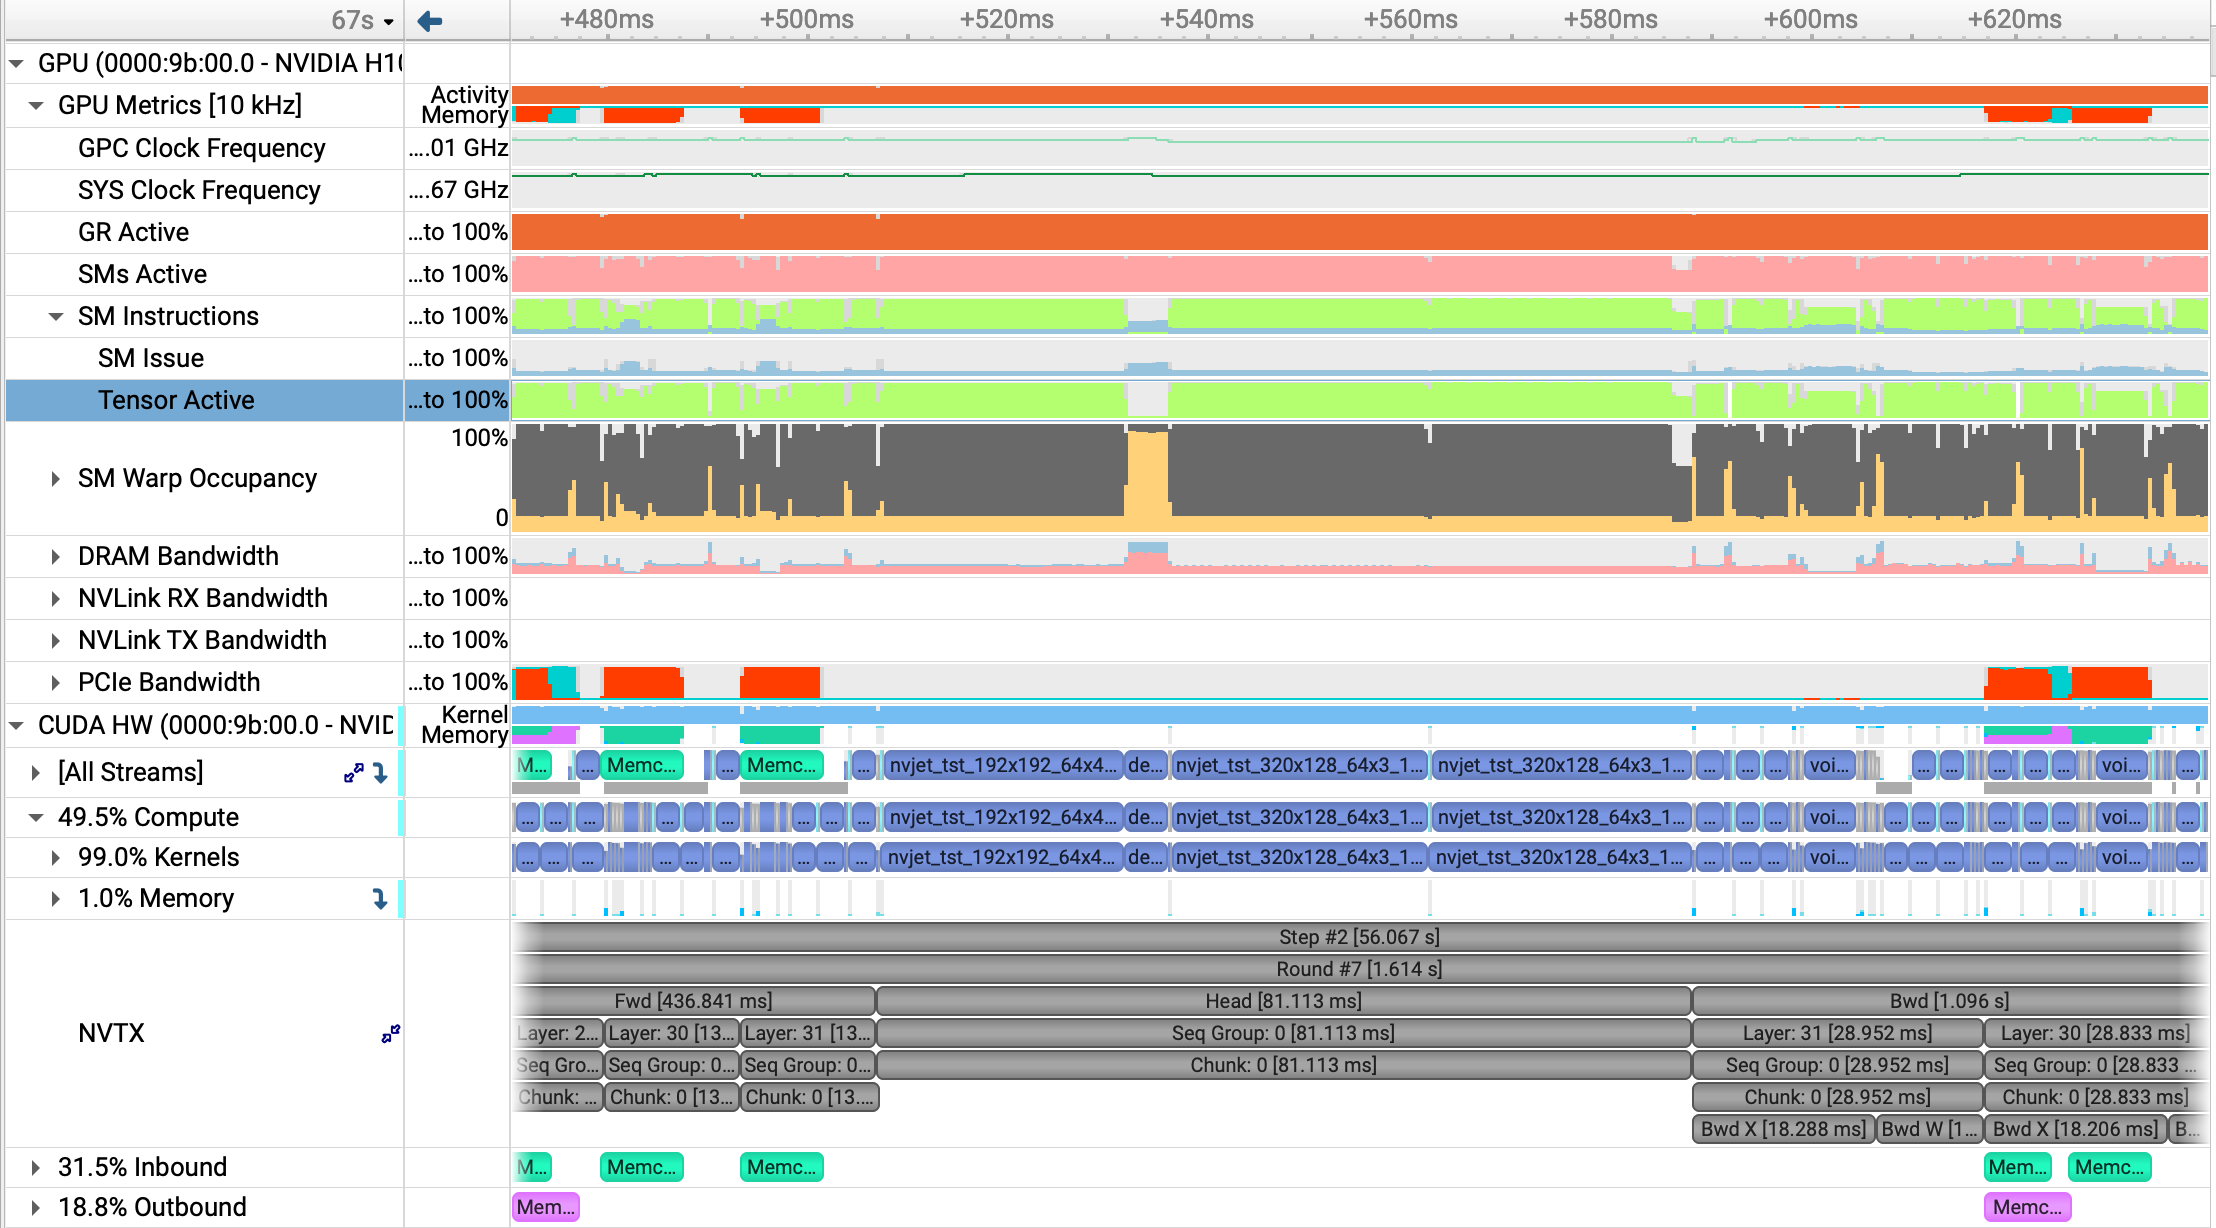 67s +480ms +500ms +520ms +540ms +560ms +580ms +600ms +620ms
GPU (0000:9b:00.0 - NVIDIA H10
GPU Metrics [10 kHz] Activity
Memory
GPC Clock Frequency ....01 GHz
SYS Clock Frequency ....67 GHz
GR Active ...to 100%
SMs Active ...to 100%
SM Instructions ...to 100%
SM Issue ...to 100%
Tensor Active ...to 100%
100%
SM Warp Occupancy
0
DRAM Bandwidth ...to 100%
NVLink RX Bandwidth ...to 100%
NVLink TX Bandwidth ...to 100%
PCIe Bandwidth ...to 100%
CUDA HW (0000:9b:00.0 - NVID Kernel
Memory
[All Streams] M... ... Memc... ... Memc... ... nvjet_tst_192x192_64x4... de... nvjet_tst_320x128_64x3_1... nvjet_tst_320x128_64x3_1... ... ... ... voi... ... ... ... ... ... voi... ...
49.5% Compute ... ... ... ... ... ... ... ... nvjet_tst_192x192_64x4... de... nvjet_tst_320x128_64x3_1... nvjet_tst_320x128_64x3_1... ... ... ... voi... ... ... ... ... ... ... voi... ...
99.0% Kernels ... ... ... ... ... ... ... ... ... nvjet_tst_192x192_64x4... de... nvjet_tst_320x128_64x3_1... nvjet_tst_320x128_64x3_1... ... ... ... voi... ... ... ... ... ... ... voi... ...
1.0% Memory
Step #2 [56.067 s]
Round #7 [1.614 s]
Fwd [436.841 ms] Head [81.113 ms] Bwd [1.096 s]
NVTX Layer: 2... Layer: 30 [13... Layer: 31 [13... Seq Group: 0 [81.113 ms] Layer: 31 [28.952 ms] Layer: 30 [28.833 ms]
Seq Gro... Seq Group: 0... Seq Group: 0... Chunk: 0 [81.113 ms] Seq Group: 0 [28.952 ms] Seq Group: 0 [28.833 ...
Chunk: ... Chunk: 0 [13... Chunk: 0 [13.... Chunk: 0 [28.952 ms] Chunk: 0 [28.833 ms]
Bwd X [18.288 ms] Bwd W [1... Bwd X [18.206 ms] B...
31.5% Inbound M... Memc... Memc... Mem... Memc...
18.8% Outbound Mem... Memc...